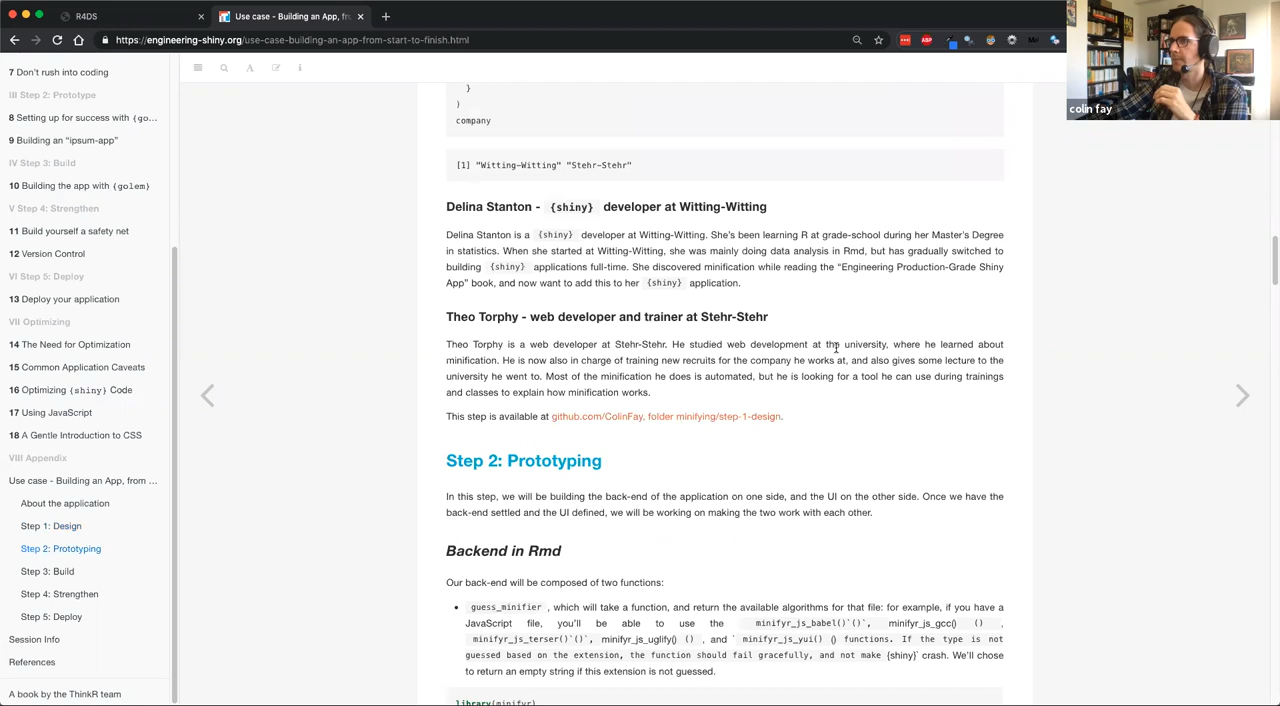 R4DS
Use case - Building an App, fr
https://engineering-shiny.org/use-case-building-an-app-from-start-to-finish.html
colin fay
7 Don't rush into coding
III Step 2: Prototype
8 Setting up for success with {go...
9 Building an “ipsum-app”
IV Step 3: Build
10 Building the app with {golem}
V Step 4: Strengthen
11 Build yourself a safety net
12 Version Control
VI Step 5: Deploy
13 Deploy your application
VII Optimizing
14 The Need for Optimization
15 Common Application Caveats
16 Optimizing {shiny} Code
17 Using JavaScript
18 A Gentle Introduction to CSS
VIII Appendix
Use case - Building an App, from ...
About the application
Step 1: Design
Step 2: Prototyping
Step 3: Build
Step 4: Strengthen
Step 5: Deploy
Session Info
References
A book by the ThinkR team
}
)
company
[1] "Witting-Witting" "Stehr-Stehr"
Delina Stanton - {shiny} developer at Witting-Witting
Delina Stanton is a {shiny} developer at Witting-Witting. She's been learning R at grade-school during her Master's Degree
in statistics. When she started at Witting-Witting, she was mainly doing data analysis in Rmd, but has gradually switched to
building {shiny} applications full-time. She discovered minification while reading the “Engineering Production-Grade Shiny
App” book, and now want to add this to her {shiny} application.
Theo Torphy - web developer and trainer at Stehr-Stehr
Theo Torphy is a web developer at Stehr-Stehr. He studied web development at the university, where he learned about
minification. He is now also in charge of training new recruits for the company he works at, and also gives some lecture to the
university he went to. Most of the minification he does is automated, but he is looking for a tool he can use during trainings
and classes to explain how minification works.
This step is available at github.com/ColinFay, folder minifying/step-1-design.
Step 2: Prototyping
In this step, we will be building the back-end of the application on one side, and the UI on the other side. Once we have the
back-end settled and the UI defined, we will be working on making the two work with each other.
Backend in Rmd
Our back-end will be composed of two functions:
• guess_minifier , which will take a function, and return the available algorithms for that file: for example, if you have a
JavaScript file, you'll be able to use the minifyr_js_babel()`()`, minifyr_js_gcc() () ,
minifyr_js_terser()`()`, minifyr_js_uglify() () , and ` minifyr_js_yui() () functions. If the type is not
guessed based on the extension, the function should fail gracefully, and not make {shiny}` crash. We'll chose
to return an empty string if this extension is not guessed.
library(minifyr)